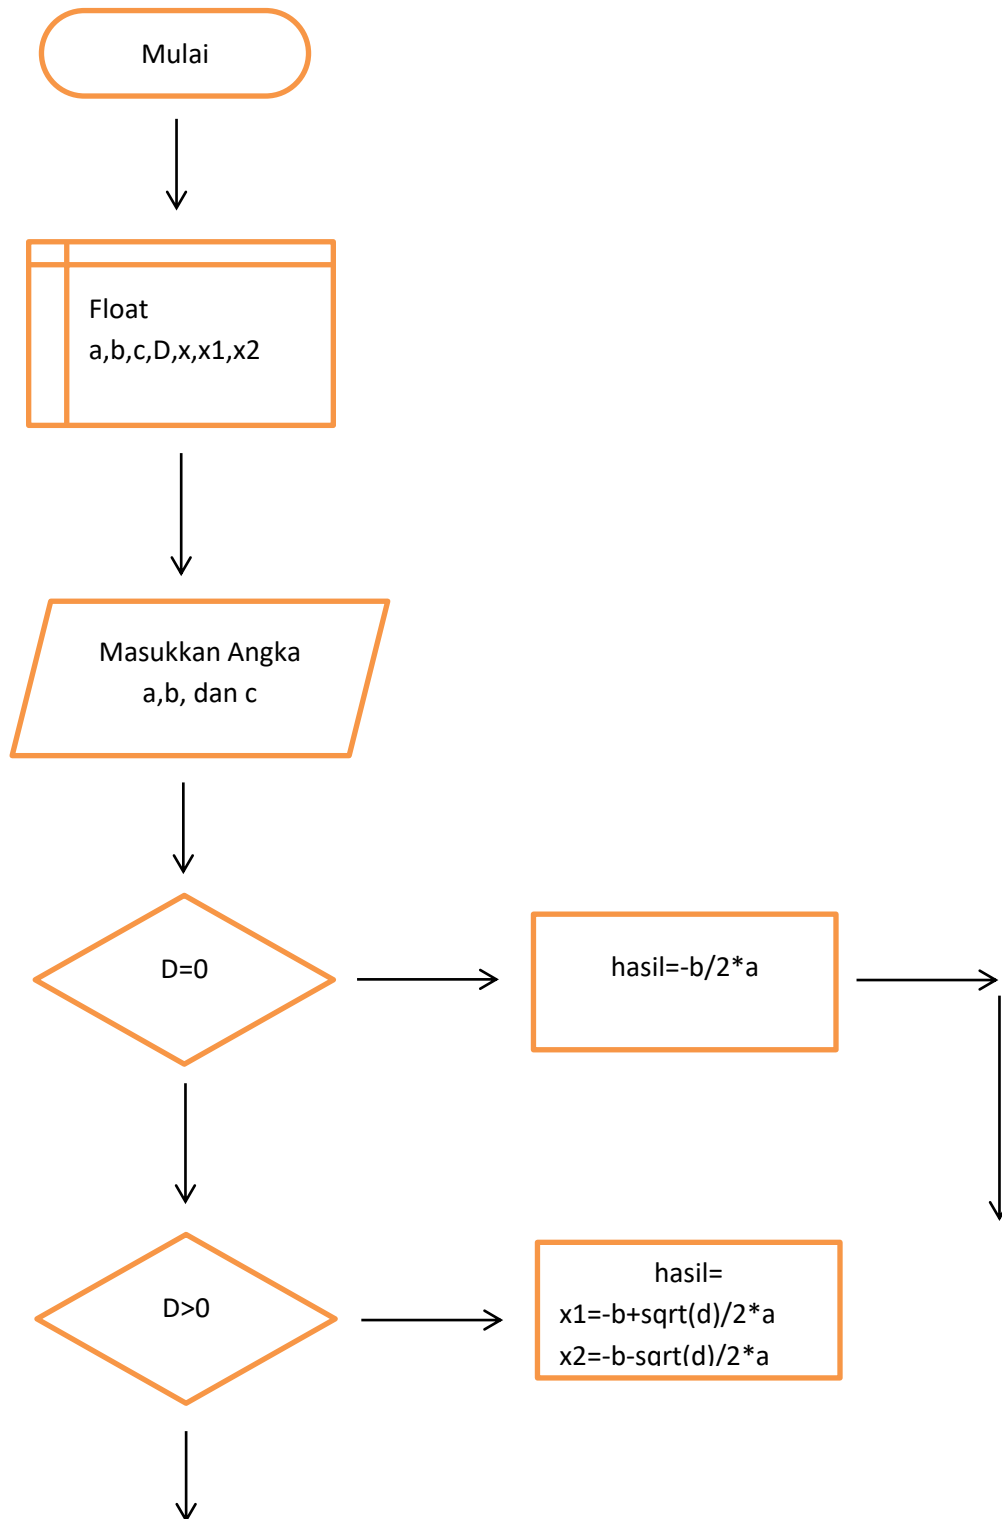 Mulai
Float
a,b,c,D,x,x1,x2
Masukkan Angka
a,b, dan c
D=0
hasil=-b/2*a
D>0
hasil=
x1=-b+sqrt(d)/2*a
x2=-b-sqrt(d)/2*a